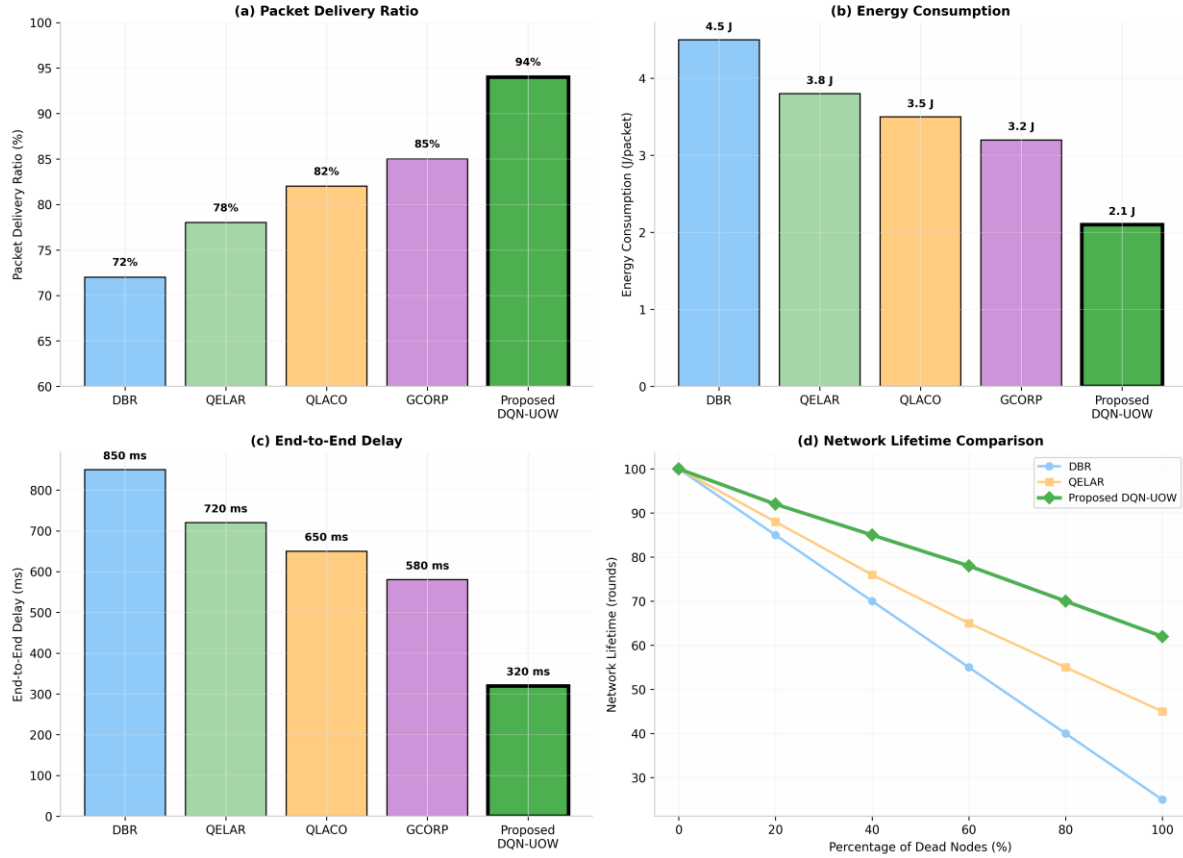 (a) Packet Delivery Ratio
Packet Delivery Ratio (%)
100
95
90
85
80
75
70
65
60
72%
78%
82%
85%
94%
DBR
QELAR
QLACO
GCORP
Proposed
DQN-UOW
(b) Energy Consumption
Energy Consumption (J/packet)
4
3
2
1
0
4.5 J
3.8 J
3.5 J
3.2 J
2.1 J
DBR
QELAR
QLACO
GCORP
Proposed
DQN-UOW
(c) End-to-End Delay
End-to-End Delay (ms)
800
700
600
500
400
300
200
100
0
850 ms
720 ms
650 ms
580 ms
320 ms
DBR
QELAR
QLACO
GCORP
Proposed
DQN-UOW
(d) Network Lifetime Comparison
Network Lifetime (rounds)
100
90
80
70
60
50
40
30
DBR
QELAR
Proposed DQN-UOW
0
20
40
60
80
100
Percentage of Dead Nodes (%)